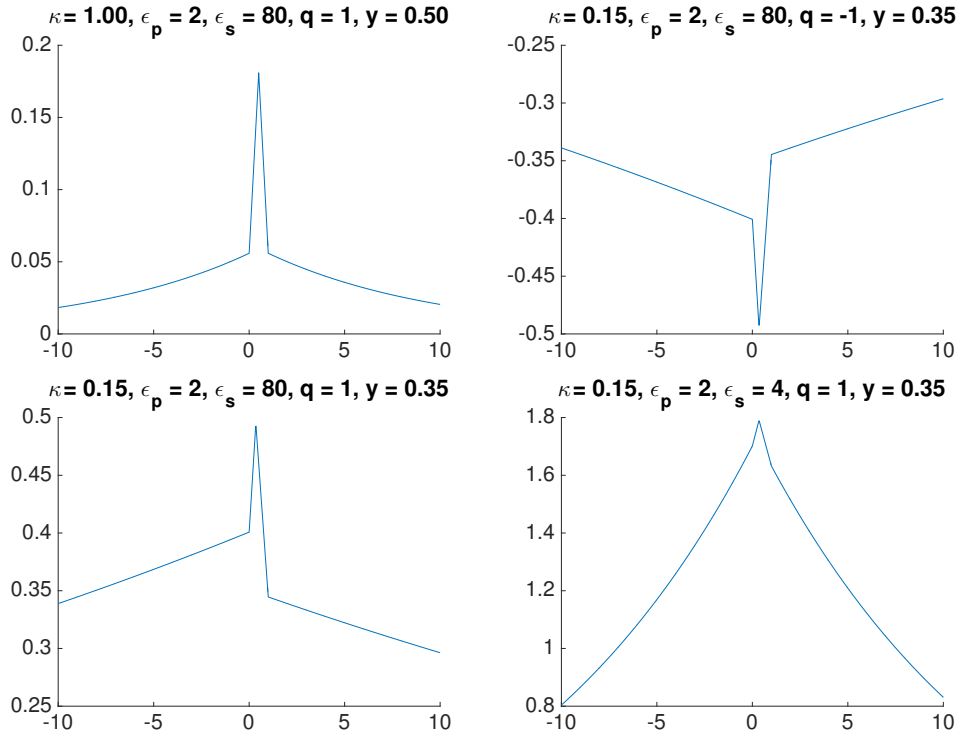 κ= 1.00, ϵp = 2, ϵs = 80, q = 1, y = 0.50
0.2
0.15
0.1
0.05
0
-10 -5 0 5 10
κ= 0.15, ϵp = 2, ϵs = 80, q = -1, y = 0.35
-0.25
-0.3
-0.35
-0.4
-0.45
-0.5
-10 -5 0 5 10
κ= 0.15, ϵp = 2, ϵs = 80, q = 1, y = 0.35
0.5
0.45
0.4
0.35
0.3
0.25
-10 -5 0 5 10
κ= 0.15, ϵp = 2, ϵs = 4, q = 1, y = 0.35
1.8
1.6
1.4
1.2
1
0.8
-10 -5 0 5 10